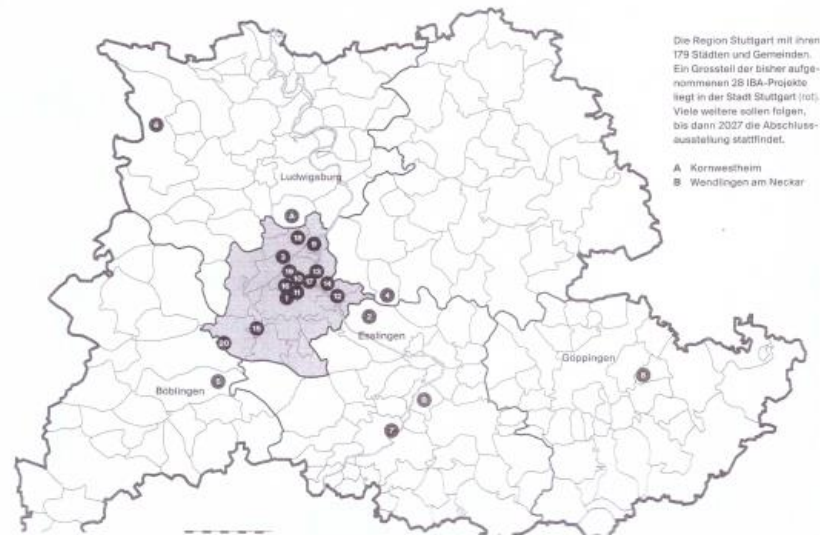 Die Region Stuttgart mit ihren
179 Städten und Gemeinden.
Ein Grossteil der bisher aufge-
nommenen 28 IBA-Projekte
liegt in der Stadt Stuttgart (rot).
Viele weitere sollen folgen,
bis dann 2027 die Abschluss-
ausstellung stattfindet.
A Kornwestheim
B Wendlingen am Neckar
Ludwigsburg
A
20
Esslingen
Göppingen
Böblingen